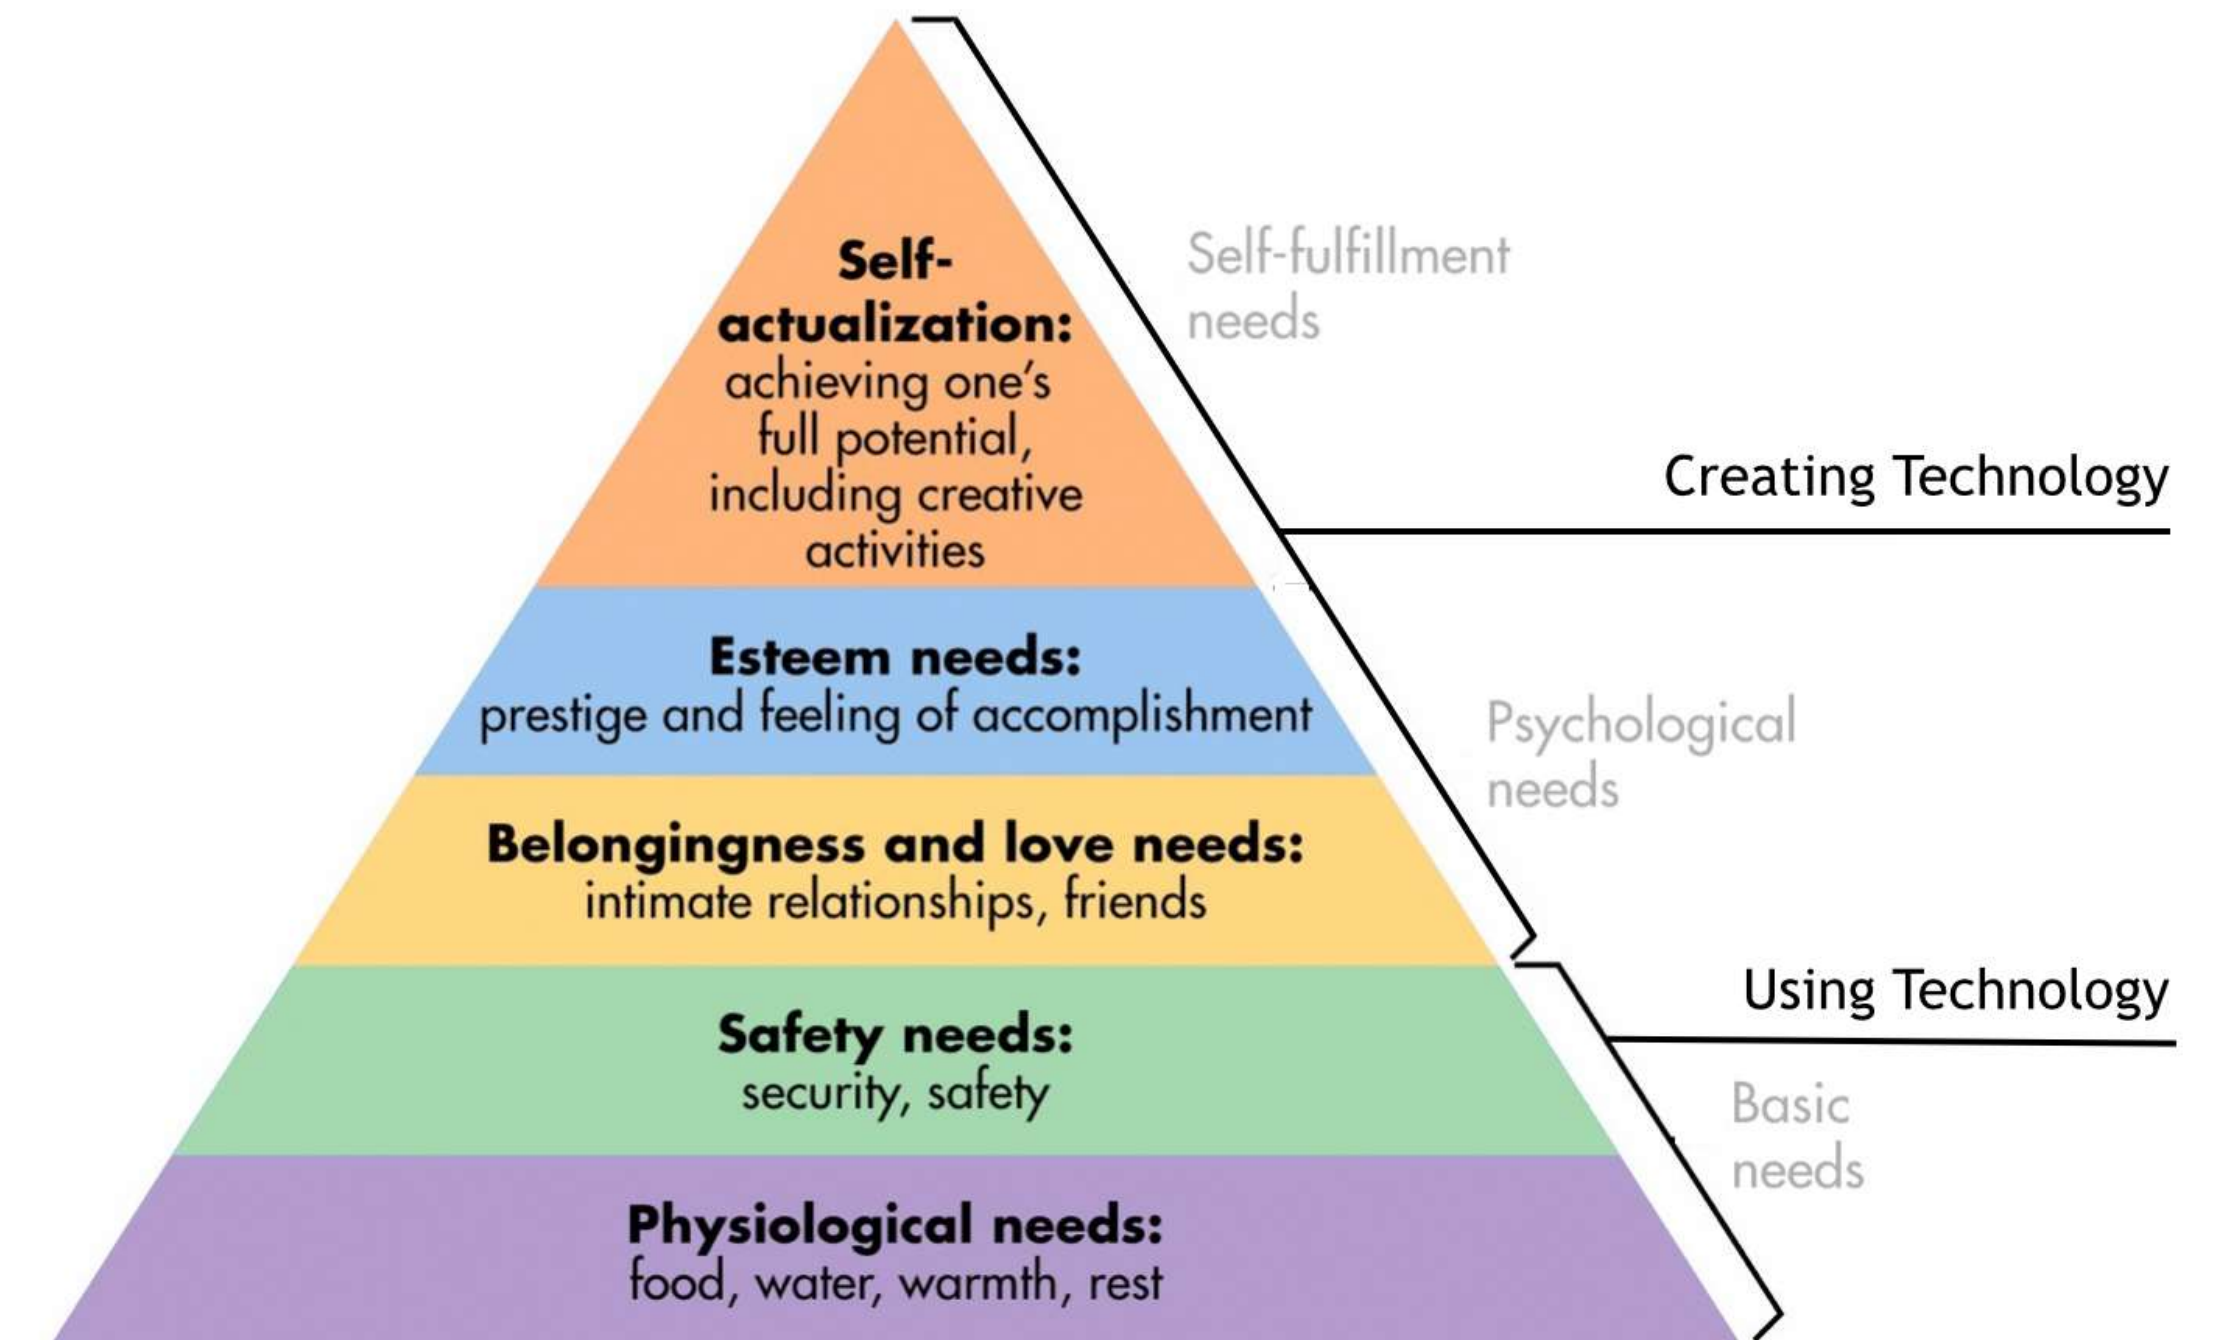 Self-
actualization:
achieving one's
full potential,
including creative
activities
Self-fulfillment
needs
Creating Technology
Esteem needs:
prestige and feeling of accomplishment
Psychological
needs
Belongingness and love needs:
intimate relationships, friends
Using Technology
Safety needs:
security, safety
Basic
needs
Physiological needs:
food, water, warmth, rest